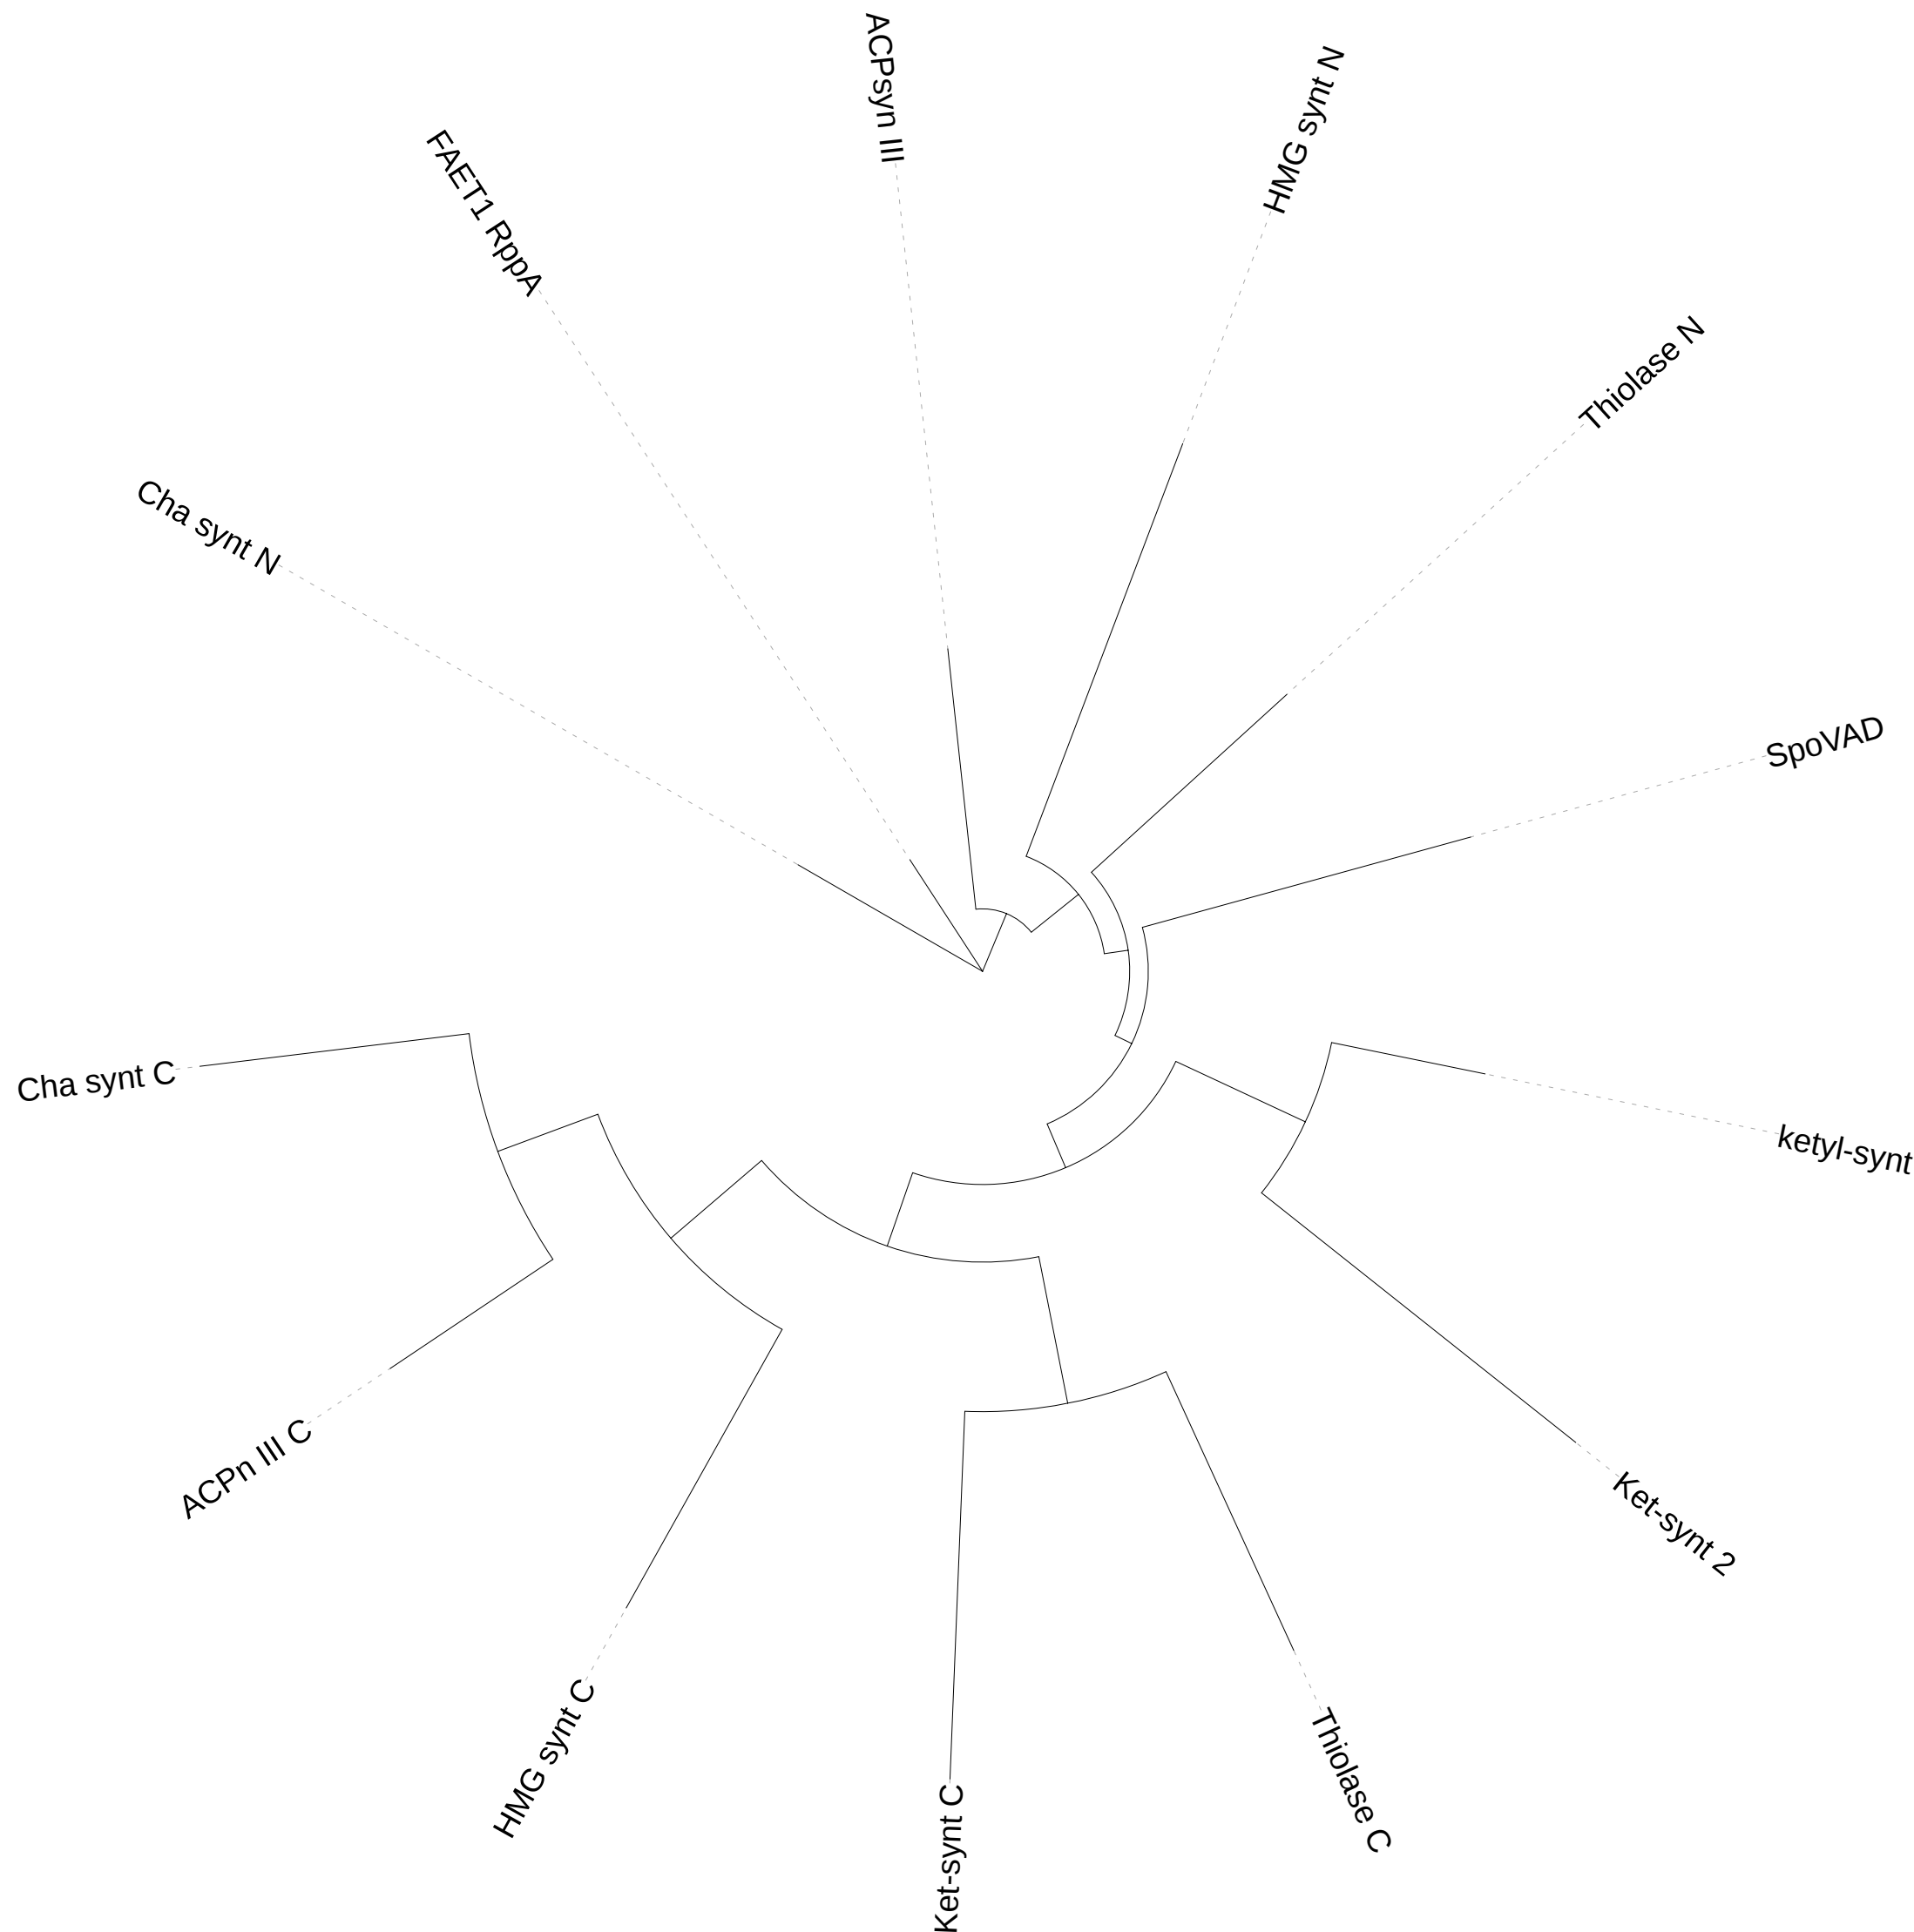 ACPsyn III
HMG synt N
FAET1 RppA
Thiolase N
Cha synt N
SpoVAD
Cha synt C
ketyl-synt
ACPn III C
Ket-synt 2
HMG synt C
Thiolase C
Ket-synt C